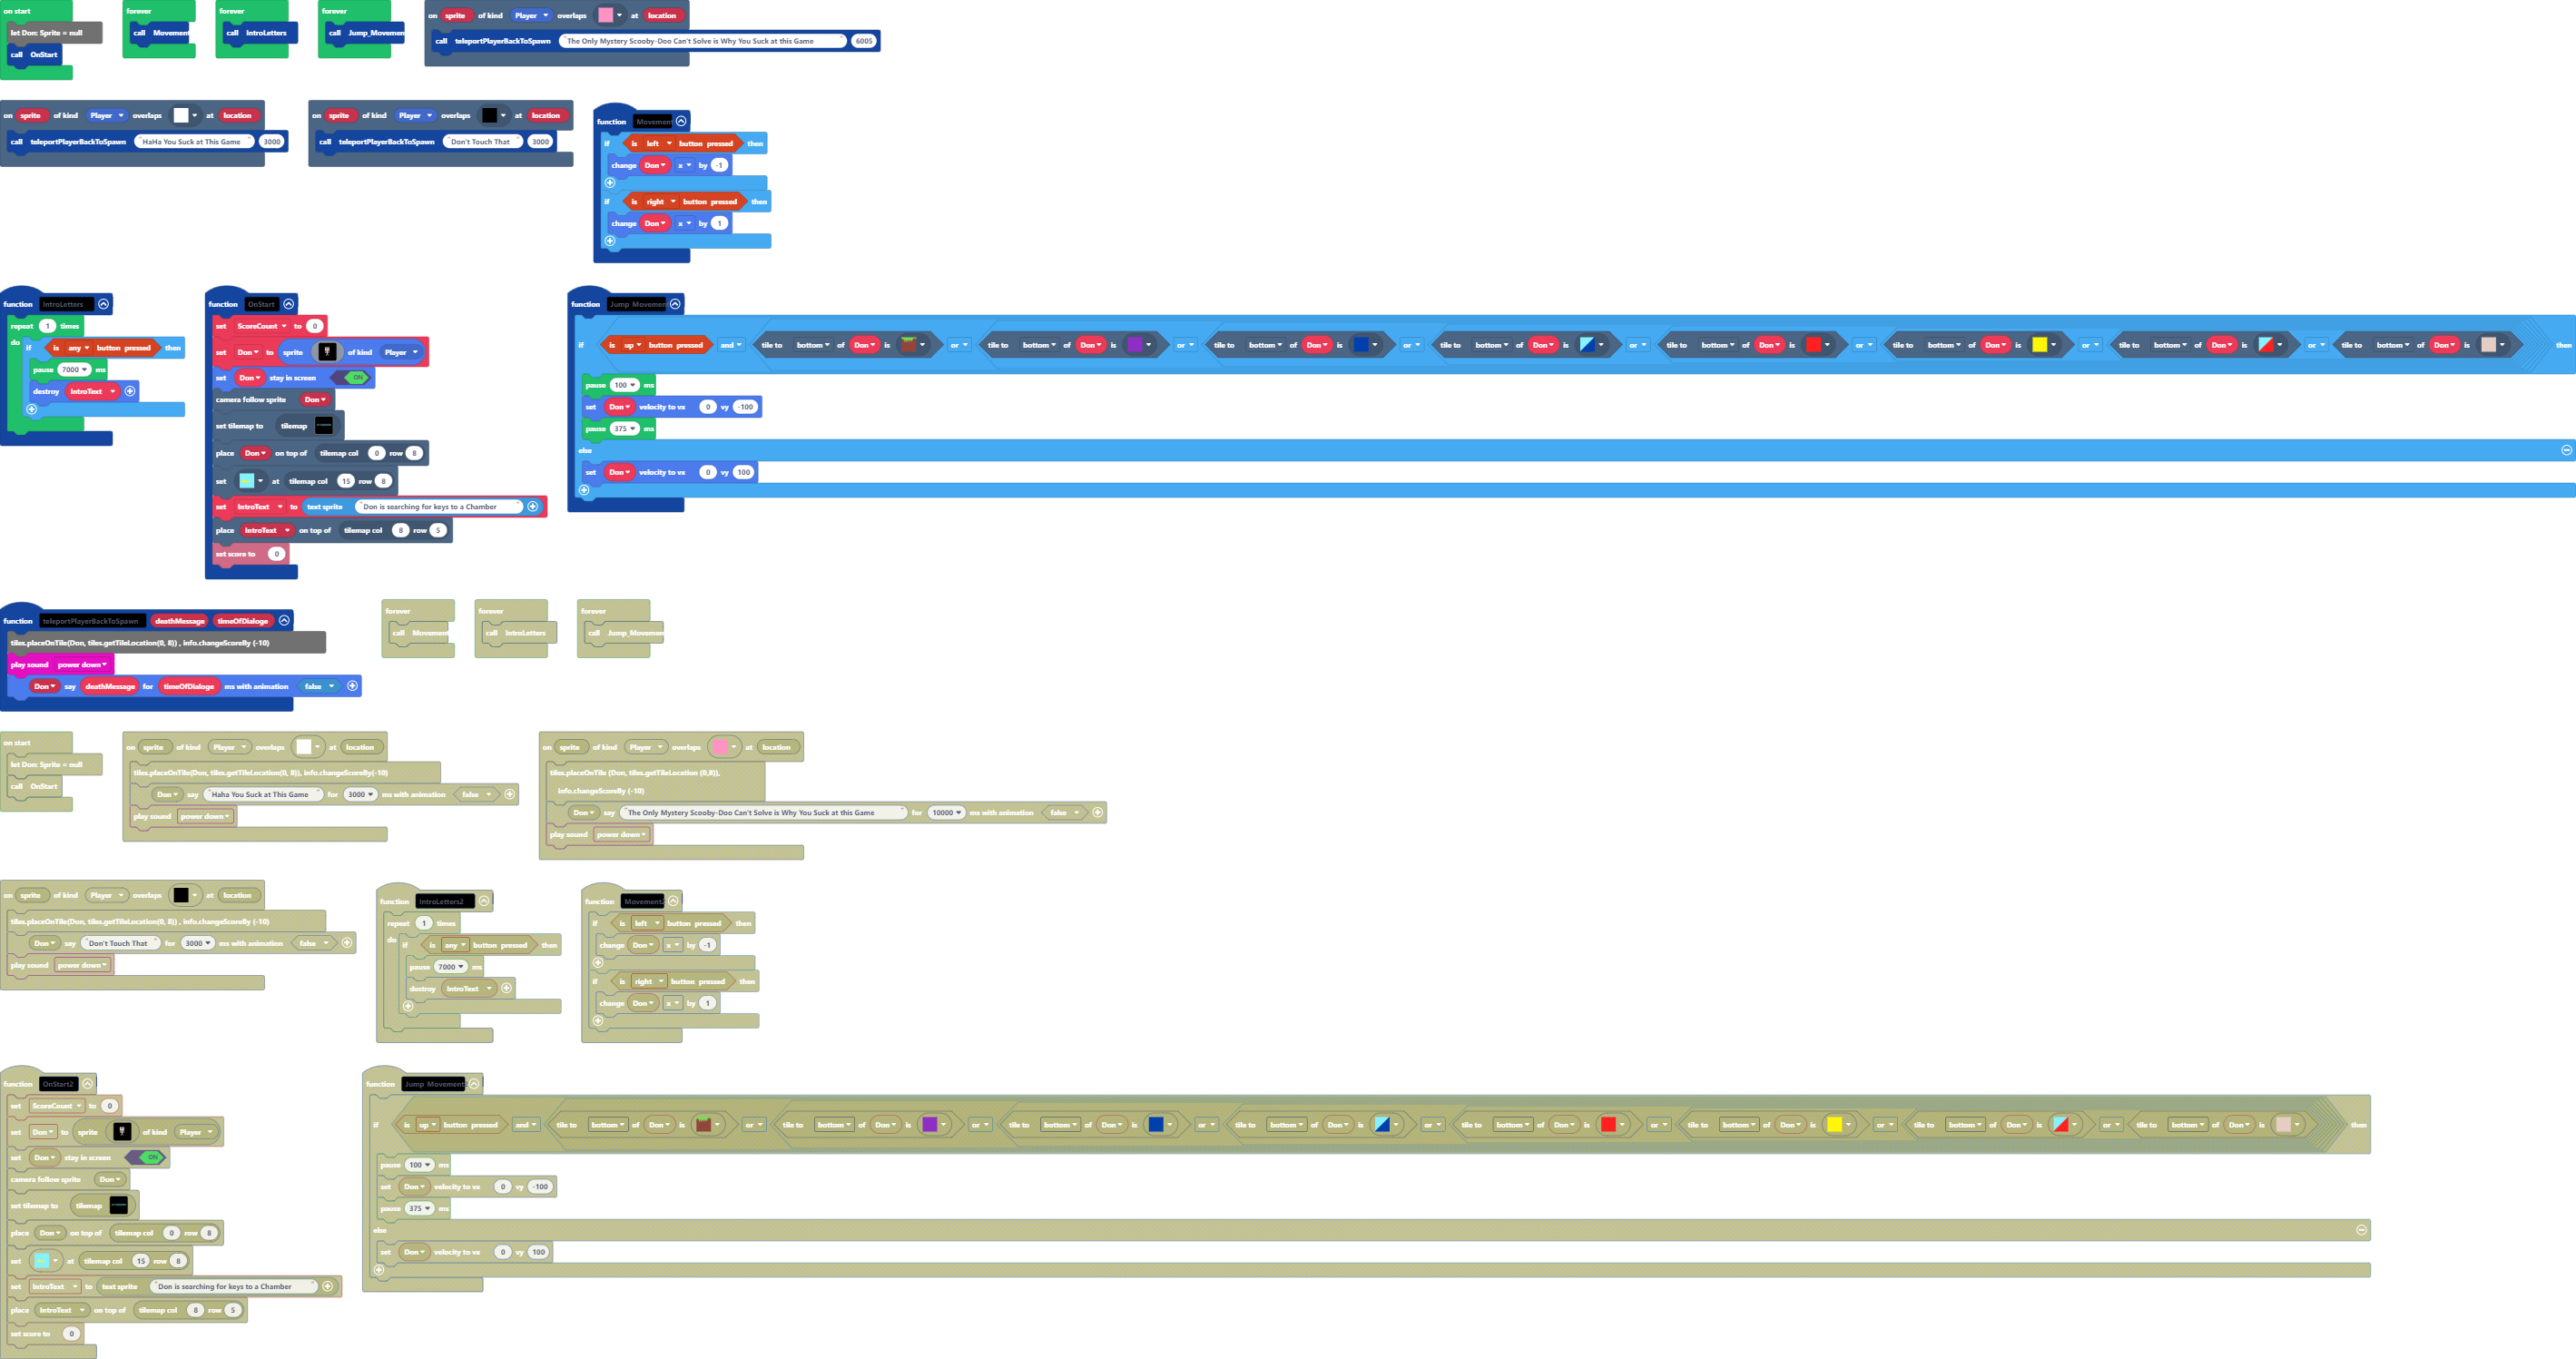 on start
let Don: Sprite = null
call OnStart
forever
call Movement
forever
call IntroLetters
forever
call Jump_Movemen
on sprite of kind Player overlaps at location
call teleportPlayerBackToSpawn "The Only Mystery Scooby-Doo Can't Solve is Why You Suck at this Game" 6005
on sprite of kind Player overlaps at location
call teleportPlayerBackToSpawn "HaHa You Suck at This Game" 3000
on sprite of kind Player overlaps at location
call teleportPlayerBackToSpawn "Don't Touch That" 3000
function Movemen
if is left button pressed then
change Don x by -1
if is right button pressed then
change Don x by 1
function IntroLetters
repeat 1 times
do if is any button pressed then
pause 7000 ms
destroy IntroText
function OnStart
set ScoreCount to 0
set Don to sprite of kind Player
set Don stay in screen ON
camera follow sprite Don
set tilemap to tilemap
place Don on top of tilemap col 0 row 8
set at tilemap col 15 row 8
set IntroText to text sprite "Don is searching for keys to a Chamber"
place IntroText on top of tilemap col 8 row 5
set score to 0
function Jump_Movemen
if is up button pressed and tile to bottom of Don is or tile to bottom of Don is or tile to bottom of Don is or tile to bottom of Don is or tile to bottom of Don is or tile to bottom of Don is or tile to bottom of Don is or tile to bottom of Don is then
pause 100 ms
set Don velocity to vx 0 vy -100
pause 375 ms
else
set Don velocity to vx 0 vy 100
function teleportPlayerBackToSpawn deathMessage timeOfDialoge
tiles.placeOnTile(Don, tiles.getTileLocation(0, 8)) , info.changeScoreBy (-10)
play sound power down
Don say deathMessage for timeOfDialoge ms with animation false
forever
call Movement
forever
call IntroLetters
forever
call Jump_Movemen
on start
let Don: Sprite = null
call OnStart
on sprite of kind Player overlaps at location
tiles.placeOnTile(Don, tiles.getTileLocation(0, 8)), info.changeScoreBy(-10)
Don say "Haha You Suck at This Game" for 3000 ms with animation false
play sound power down
on sprite of kind Player overlaps at location
tiles.placeOnTile (Don, tiles.getTileLocation (0,8)),
info.changeScoreBy (-10)
Don say "The Only Mystery Scooby-Doo Can't Solve is Why You Suck at this Game" for 10000 ms with animation false
play sound power down
on sprite of kind Player overlaps at location
tiles.placeOnTile(Don, tiles.getTileLocation(0, 8)) , info.changeScoreBy (-10)
Don say "Don't Touch That" for 3000 ms with animation false
play sound power down
function IntroLetters2
repeat 1 times
do if is any button pressed then
pause 7000 ms
destroy IntroText
function Movement
if is left button pressed then
change Don x by -1
if is right button pressed then
change Don x by 1
function OnStart2
set ScoreCount to 0
set Don to sprite of kind Player
set Don stay in screen ON
camera follow sprite Don
set tilemap to tilemap
place Don on top of tilemap col 0 row 8
set at tilemap col 15 row 8
set IntroText to text sprite "Don is searching for keys to a Chamber"
place IntroText on top of tilemap col 8 row 5
set score to 0
function Jump_Movement
if is up button pressed and tile to bottom of Don is or tile to bottom of Don is or tile to bottom of Don is or tile to bottom of Don is or tile to bottom of Don is or tile to bottom of Don is or tile to bottom of Don is or tile to bottom of Don is then
pause 100 ms
set Don velocity to vx 0 vy -100
pause 375 ms
else
set Don velocity to vx 0 vy 100